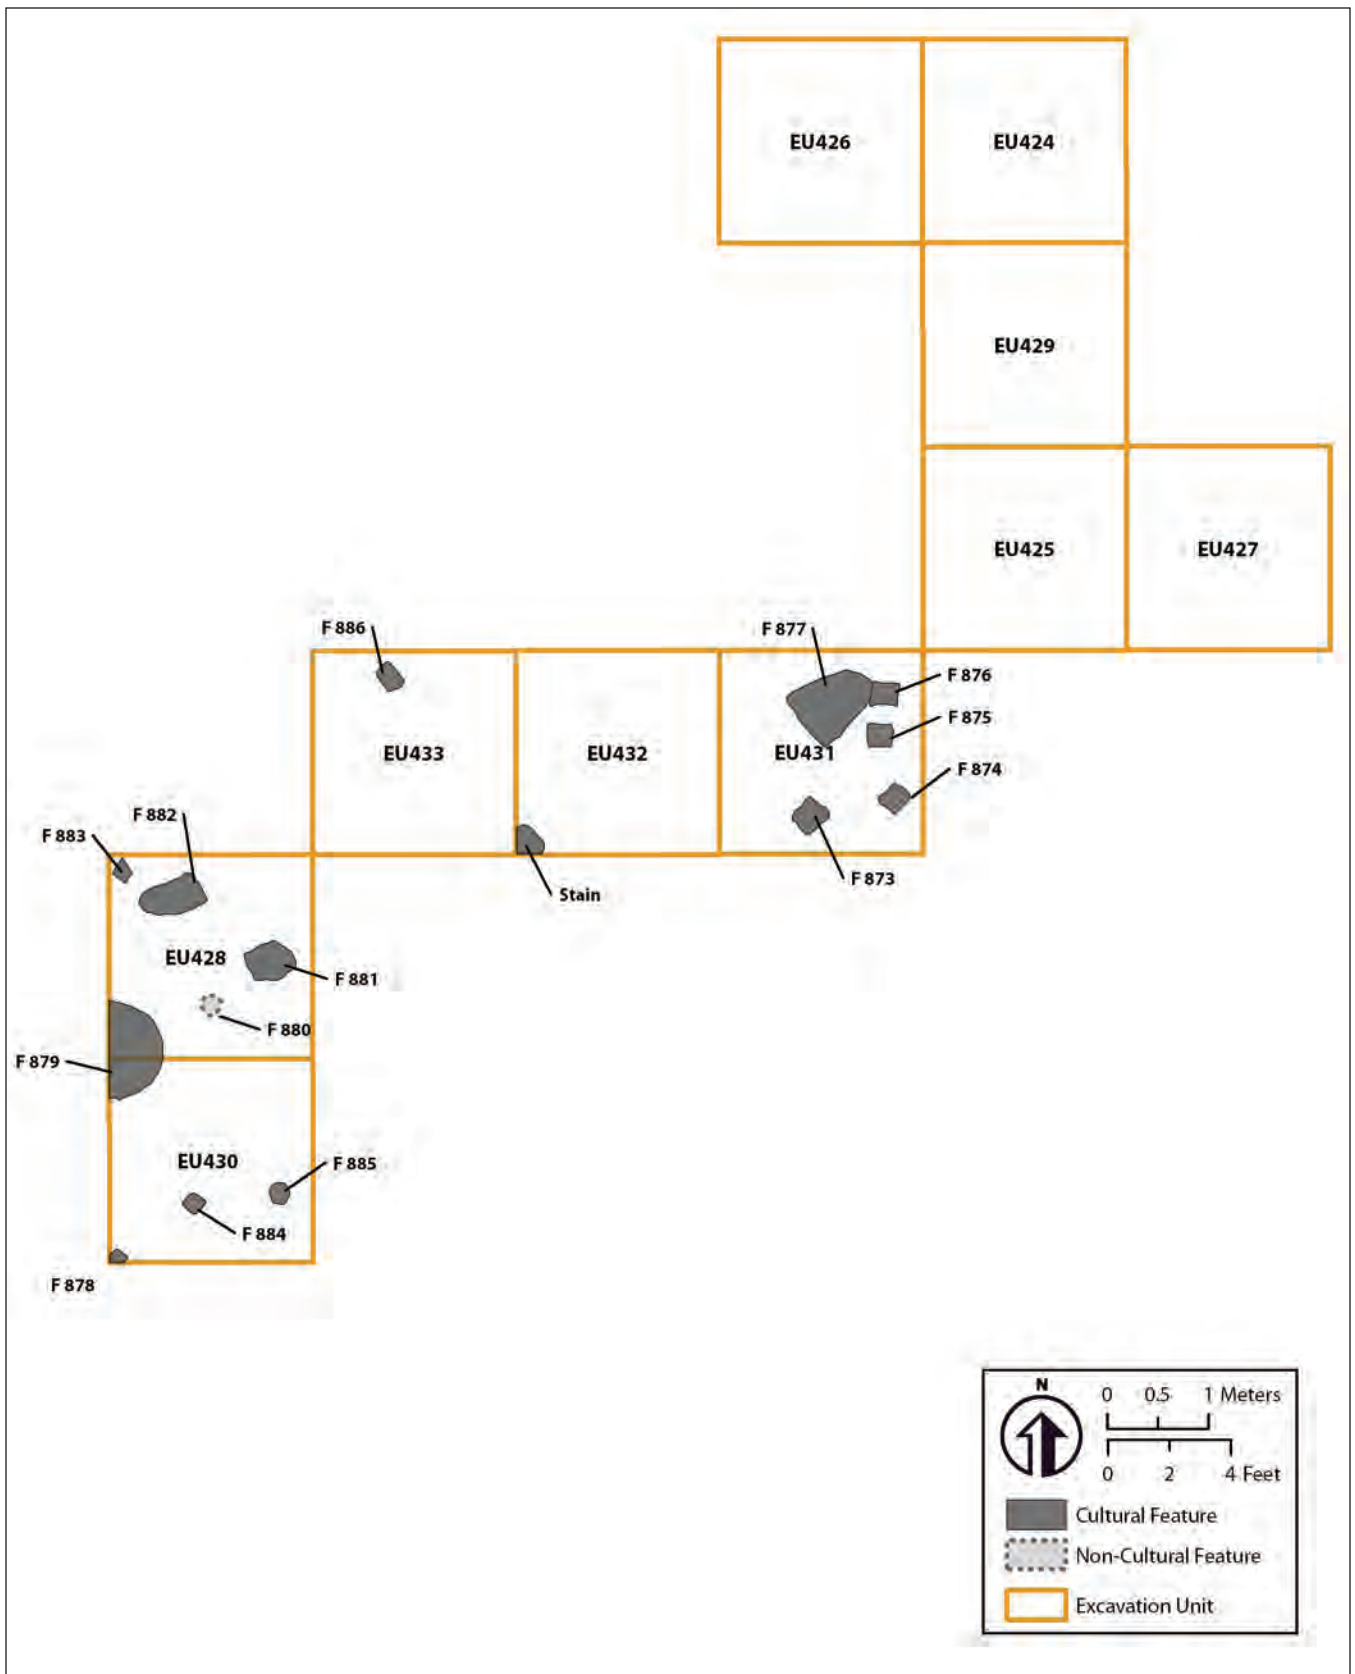 EU426
EU424
EU429
EU425
EU427
F 886
F 877
F 876
F 875
EU433
EU432
EU431
F 874
F 882
F 883
F 873
Stain
EU428
F 881
F 880
F 879
EU430
F 885
F 884
F 878
N
0 0.5 1 Meters
0 2 4 Feet
Cultural Feature
Non-Cultural Feature
Excavation Unit